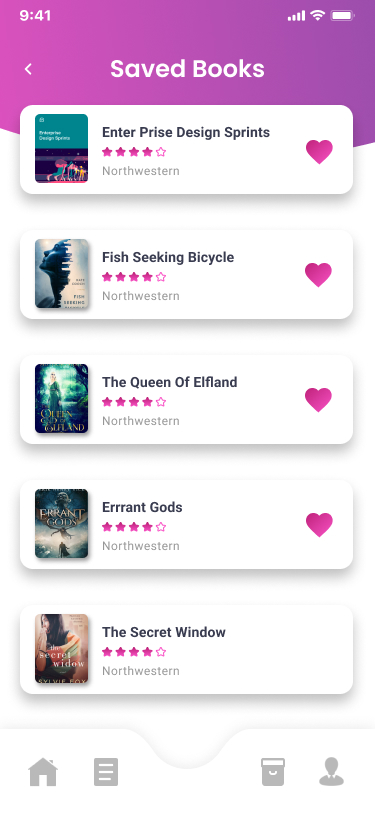 9:41
Saved Books
Enterprise
Design Sprints
Enter Prise Design Sprints
Northwestern
FISH
SEEKING
Fish Seeking Bicycle
Northwestern
QUEEN
ELFLAND
The Queen Of Elfland
Northwestern
ERRANT
GODS
Errrant Gods
Northwestern
the
secret
widow
SYLVIE FOX
The Secret Window
Northwestern